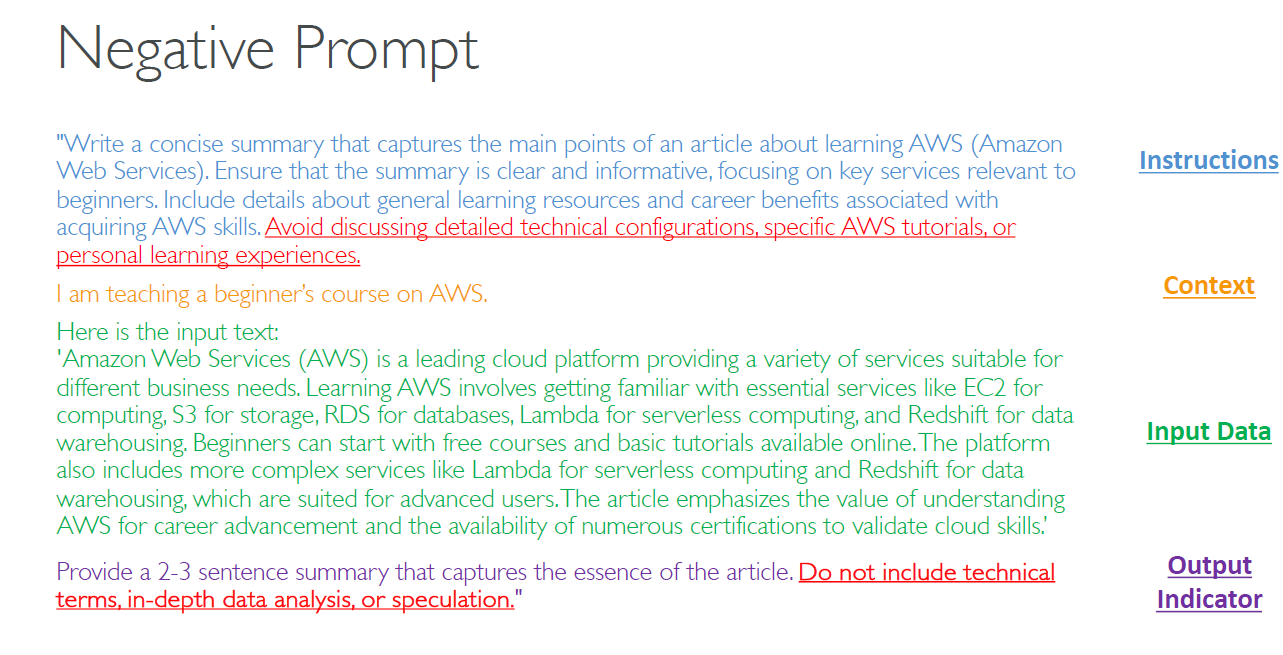 Negative Prompt
"Write a concise summary that captures the main points of an article about learning AWS (Amazon
Web Services). Ensure that the summary is clear and informative, focusing on key services relevant to
beginners. Include details about general learning resources and career benefits associated with
acquiring AWS skills. Avoid discussing detailed technical configurations, specific AWS tutorials, or
personal learning experiences.
Instructions
I am teaching a beginner's course on AWS.
Context
Here is the input text:
'Amazon Web Services (AWS) is a leading cloud platform providing a variety of services suitable for
different business needs. Learning AWS involves getting familiar with essential services like EC2 for
computing, S3 for storage, RDS for databases, Lambda for serverless computing, and Redshift for data
warehousing. Beginners can start with free courses and basic tutorials available online. The platform
also includes more complex services like Lambda for serverless computing and Redshift for data
warehousing, which are suited for advanced users. The article emphasizes the value of understanding
AWS for career advancement and the availability of numerous certifications to validate cloud skills.'
Input Data
Provide a 2-3 sentence summary that captures the essence of the article. Do not include technical
terms, in-depth data analysis, or speculation."
Output
Indicator